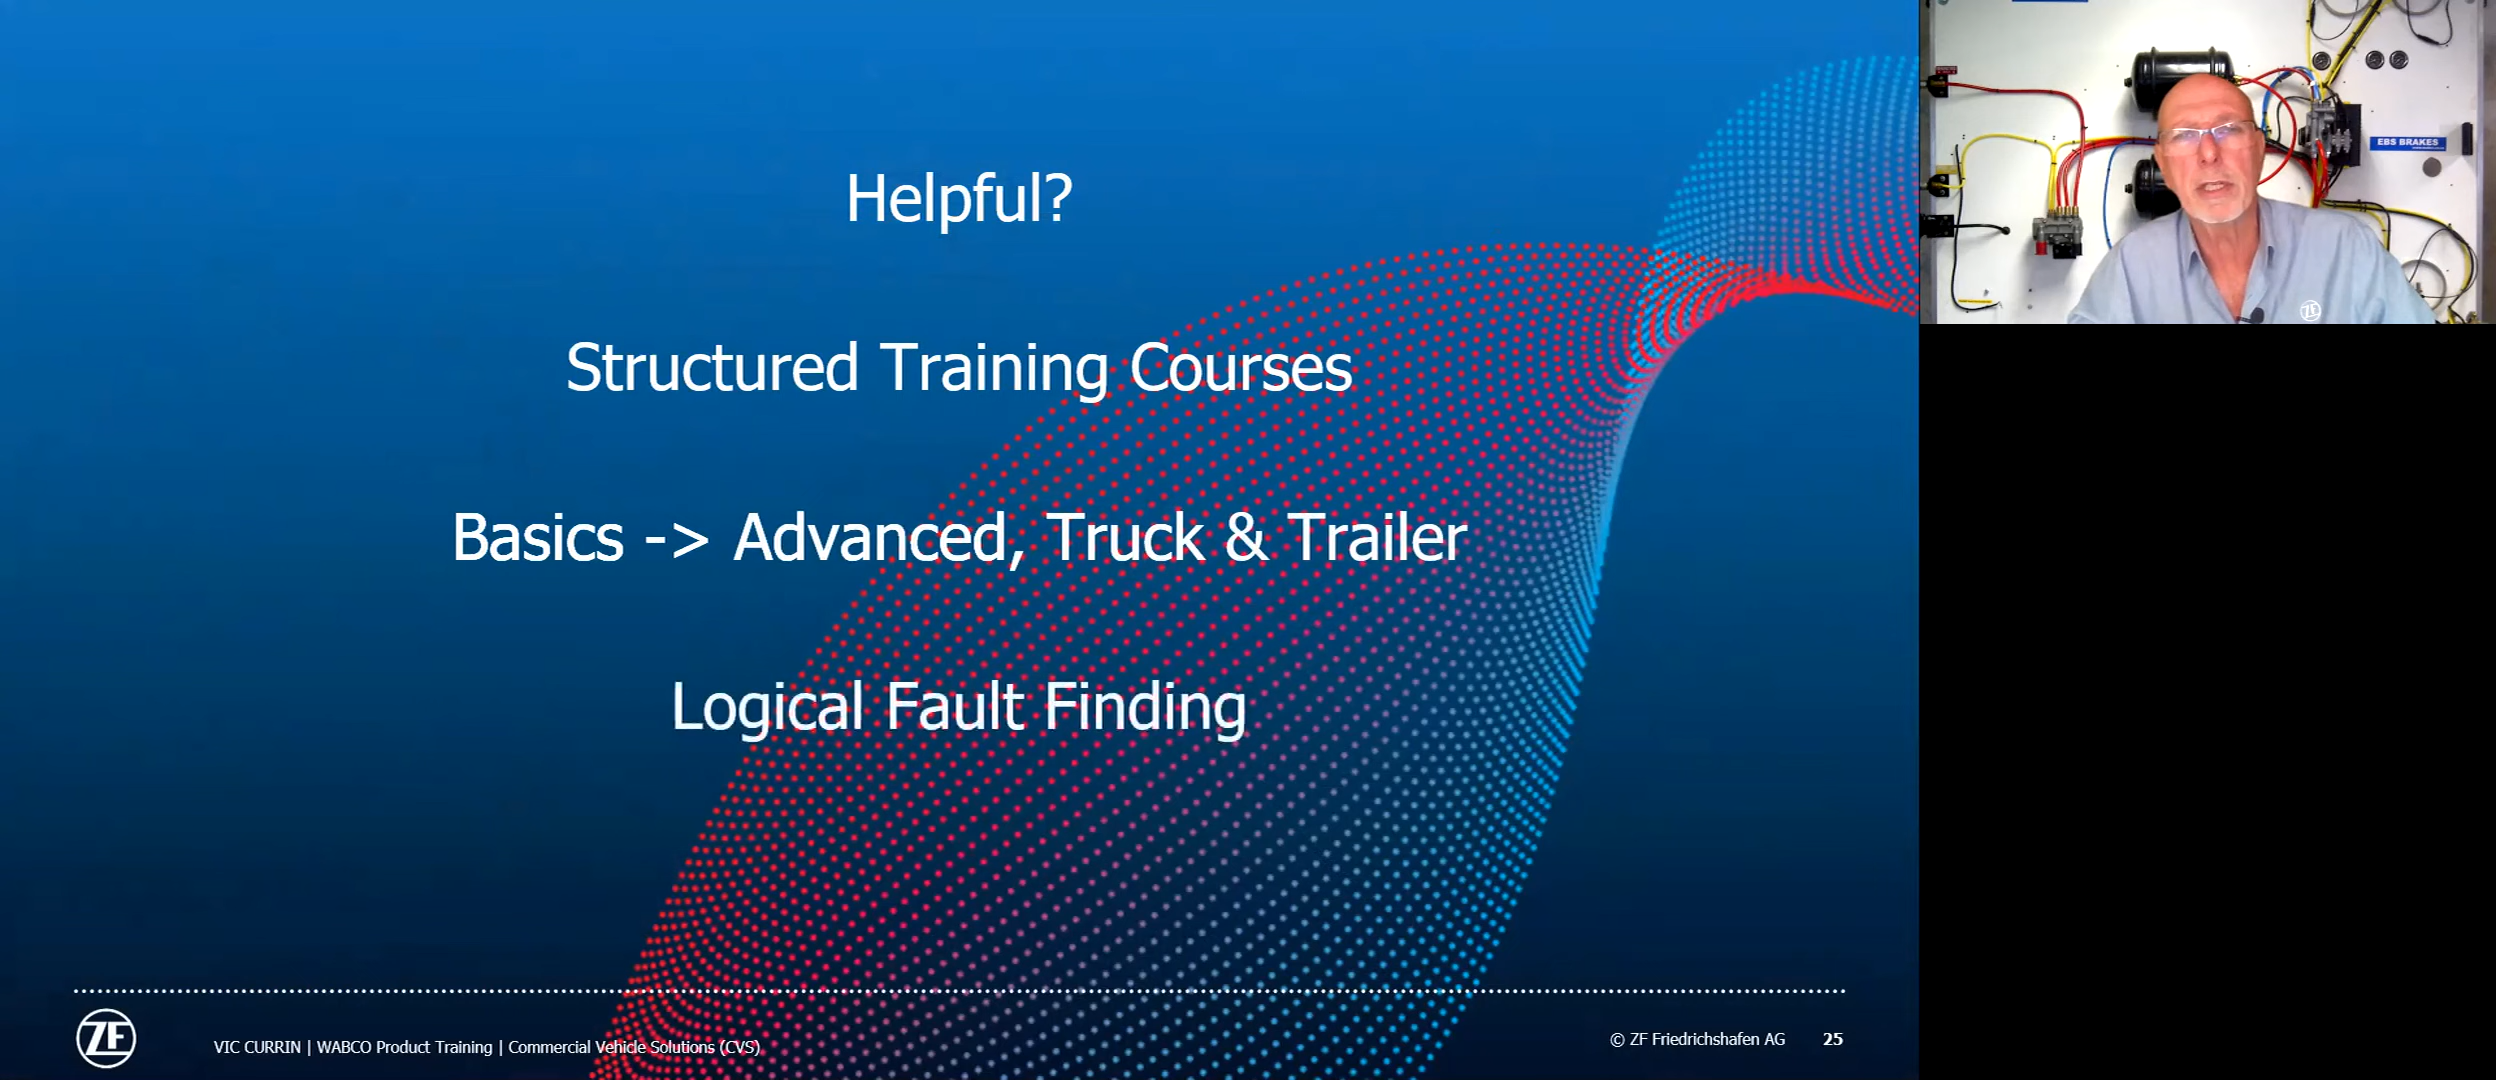 Helpful?
Structured Training Courses
Basics -> Advanced, Truck & Trailer
Logical Fault Finding
ZF
VIC CURRIN | WABCO Product Training | Commercial Vehicle Solutions (CVS)
© ZF Friedrichshafen AG
25
EBS BRAKES
ZF